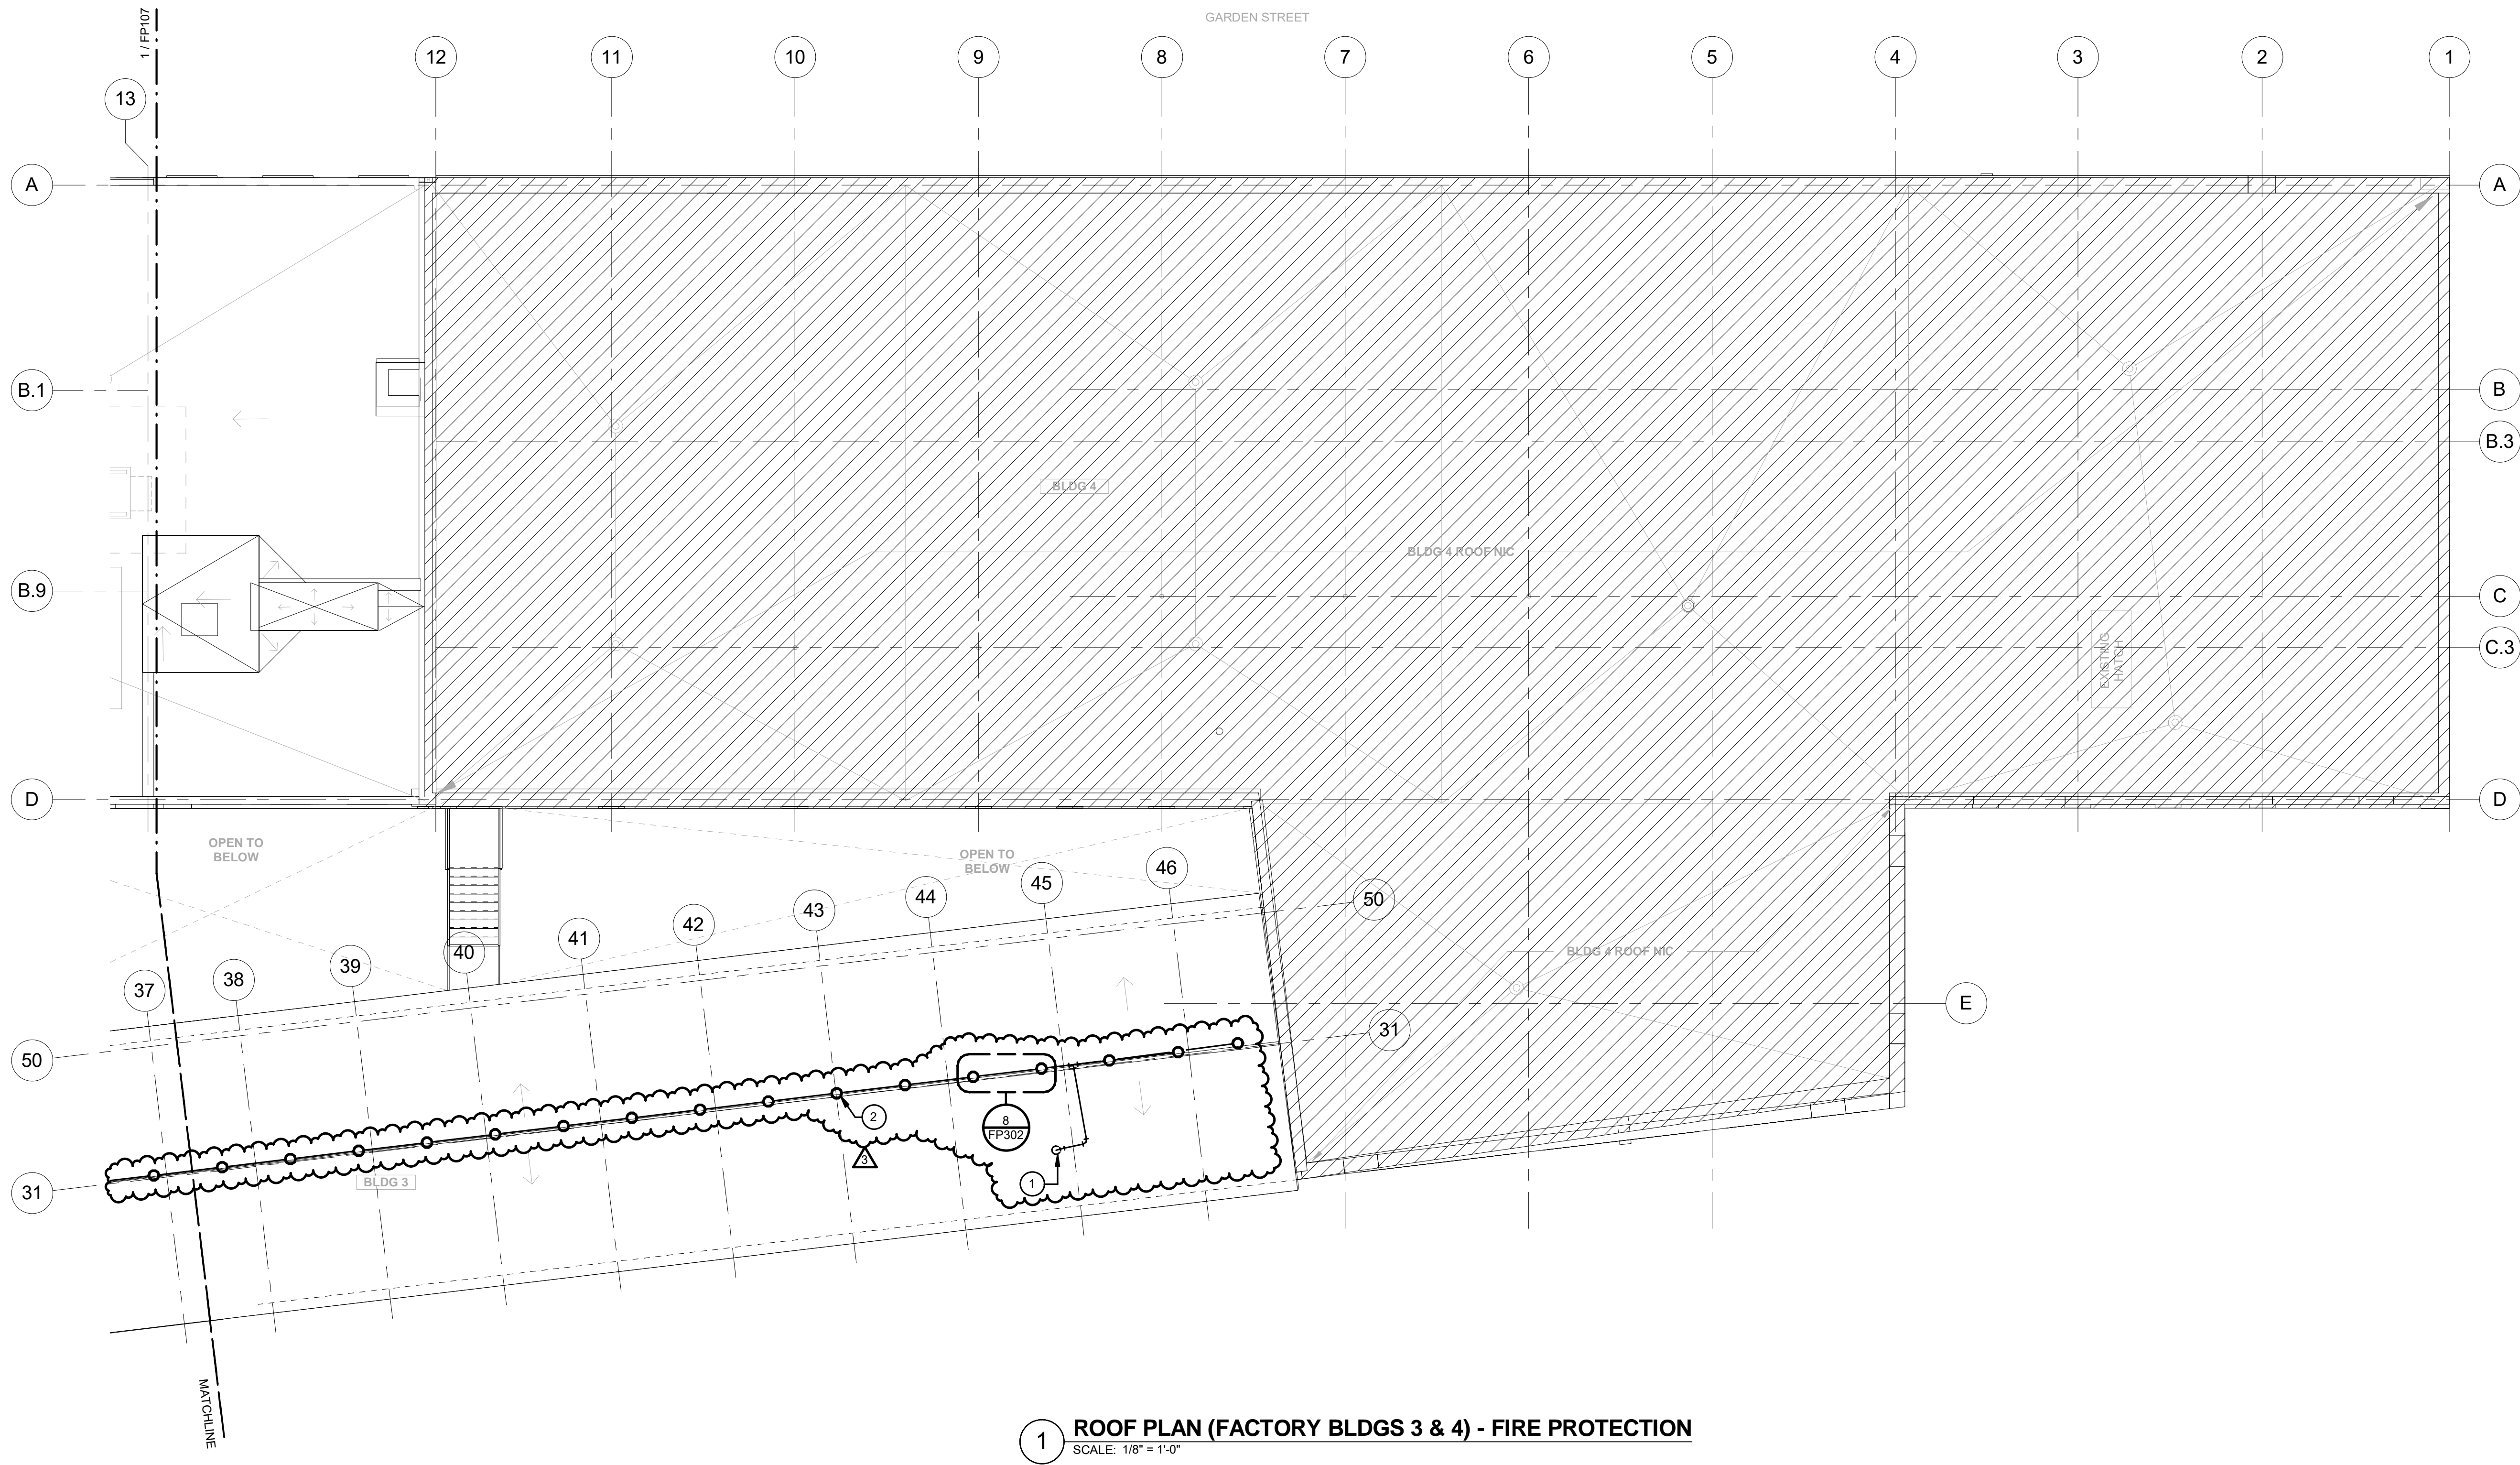 GARDEN STREET
1 / FP107
12
11
10
9
8
7
6
5
4
3
2
1
13
A
A
B.1
B
B.3
BLDG 4
BLDG 4 ROOF NIC
B.9
C
EXISTING
HATCH
C.3
D
D
OPEN TO
BELOW
OPEN TO
BELOW
46
45
44
43
42
41
40
39
38
37
50
BLDG 4 ROOF NIC
E
31
50
2
8
FP302
3
1
BLDG 3
31
MATCHLINE
1
ROOF PLAN (FACTORY BLDGS 3 & 4) - FIRE PROTECTION
SCALE: 1/8" = 1'-0"